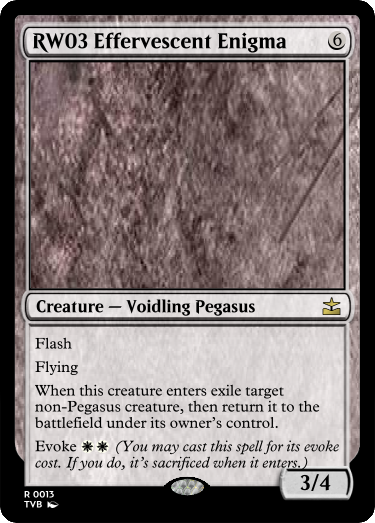 RW03 Effervescent Enigma 6
Creature — Voidling Pegasus
Flash
Flying
When this creature enters exile target
non-Pegasus creature, then return it to the
battlefield under its owner's control.
Evoke (You may cast this spell for its evoke
cost. If you do, it's sacrificed when it enters.)
3/4
R 0013
TVB